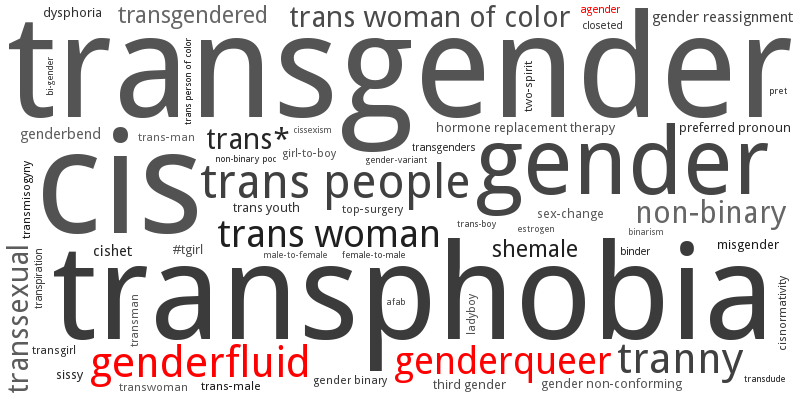 dysphoria
transgendered
trans woman of color
agender
closeted
gender reassignment
transgender
bi-gender
trans person of color
two-spirit
pret
genderbend
trans-man
trans*
cissexism
hormone replacement therapy
preferred pronoun
non-binary poc
girl-to-boy
gender-variant
transgenders
cis
gender
transmisogyny
trans people
trans youth
top-surgery
sex-change
non-binary
trans woman
trans-boy
estrogen
binarism
cishet
#tgirl
male-to-female
female-to-male
shemale
binder
misgender
transsexual
transpiration
transphobia
transman
afab
ladyboy
cisnormativity
transgirl
genderfluid
genderqueer
tranny
sissy
transwoman
trans-male
gender binary
third gender
gender non-conforming
transdude